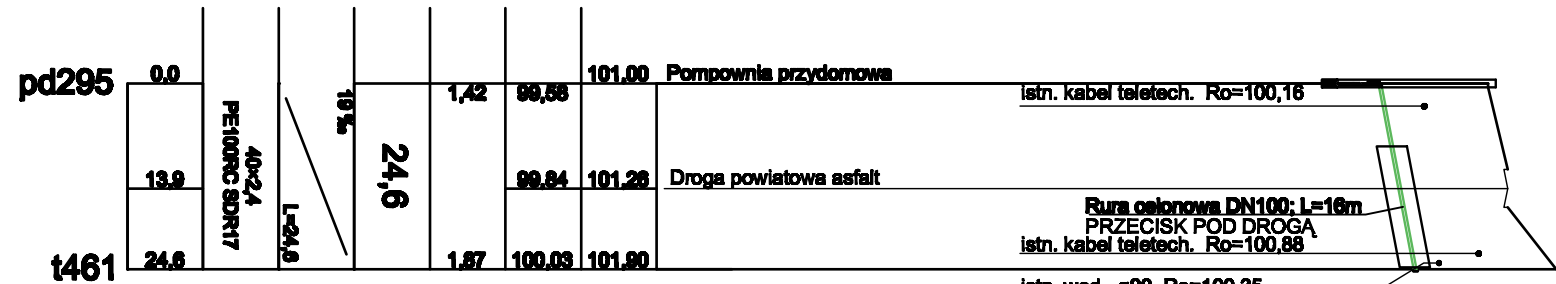 pd295 0,0 1,42 99,58 101,00 Pompownia przydomowa
istn. kabel teletech. Ro=100,16
19‰
40×2,4
PE100RC SDR17
L=24,6
24,6
13,9 99,84 101,26 Droga powiatowa asfalt
Rura osłonowa DN100; L=16m
PRZECISK POD DROGĄ
istn. kabel teletech. Ro=100,88
t461 24,6 1,87 100,03 101,90